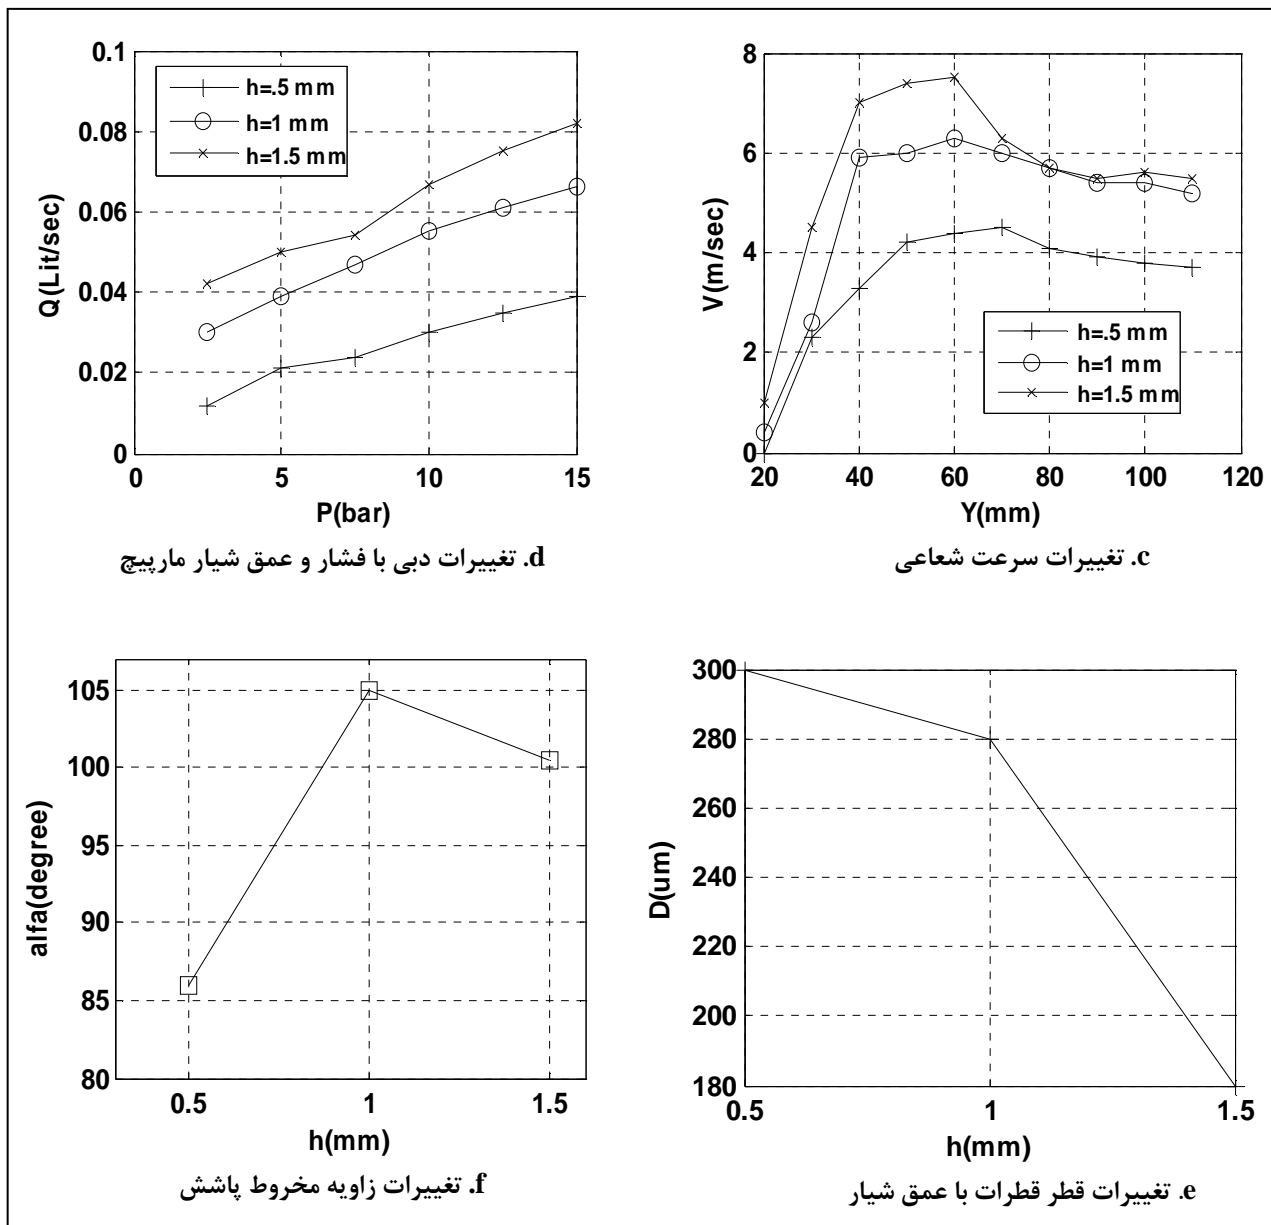 0.1
0.08
0.06
0.04
0.02
0
0 5 10 15
Q(Lit/sec)
P(bar)
h=.5 mm
h=1 mm
h=1.5 mm
d. تغییرات دبی با فشار و عمق شیار مارپیچ
8
6
4
2
0
20 40 60 80 100 120
V(m/sec)
Y(mm)
h=.5 mm
h=1 mm
h=1.5 mm
c. تغییرات سرعت شعاعی
105
100
95
90
85
80
0.5 1 1.5
alfa(degree)
h(mm)
f. تغییرات زاویه مخروط پاشش
300
280
260
240
220
200
180
0.5 1 1.5
D(um)
h(mm)
e. تغییرات قطر قطرات با عمق شیار